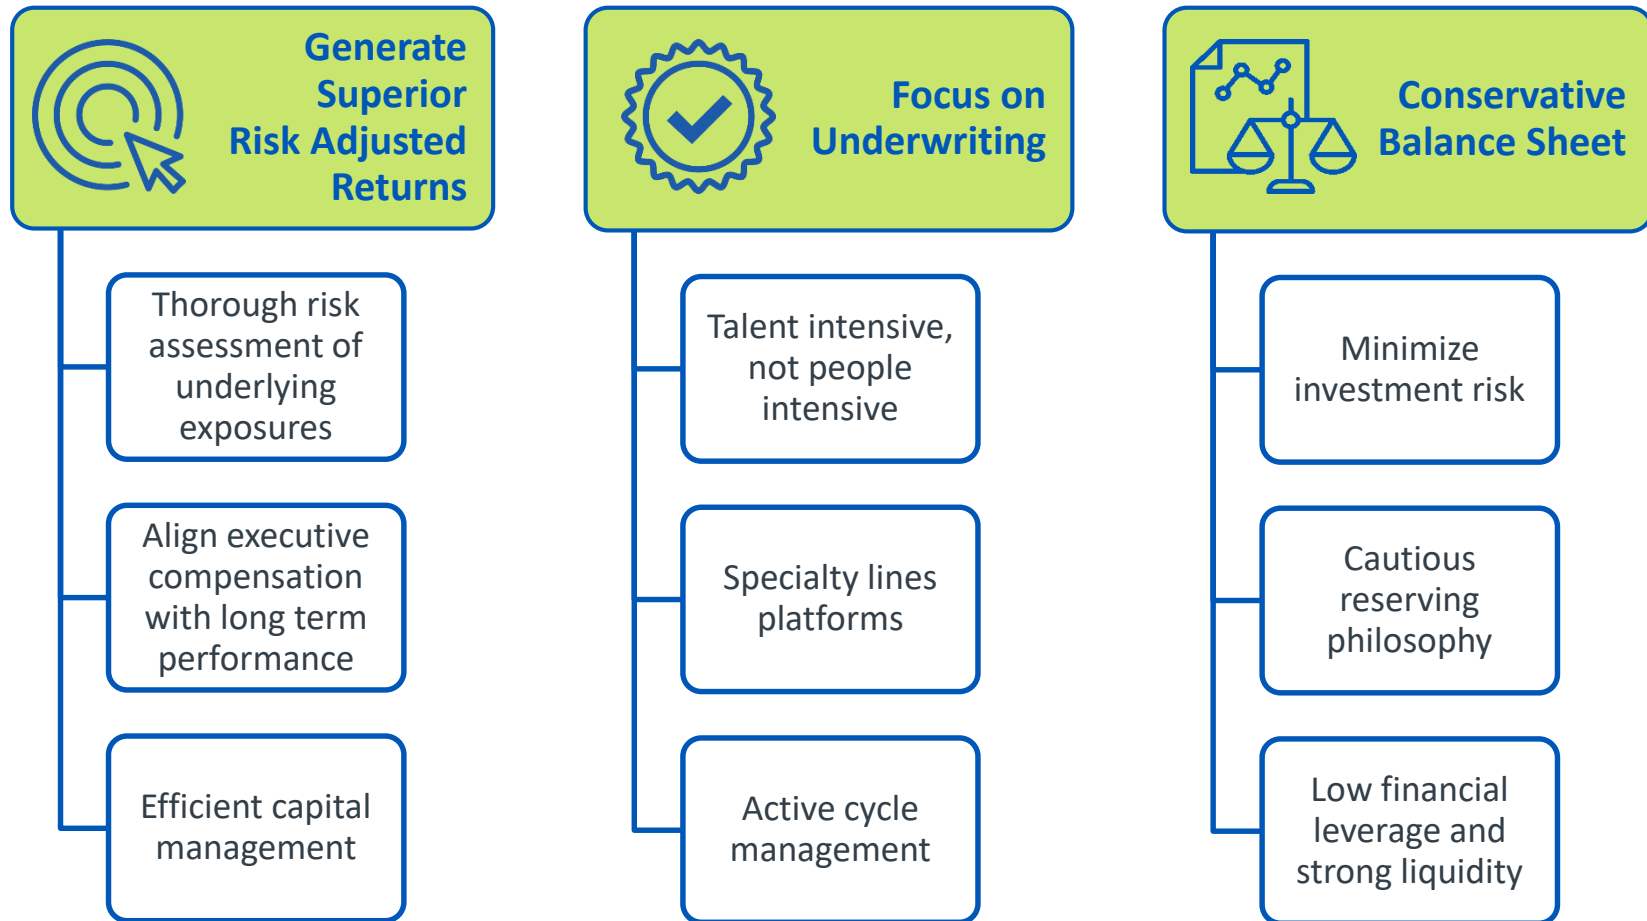 Generate
Superior
Risk Adjusted
Returns
Thorough risk
assessment of
underlying
exposures
Align executive
compensation
with long term
performance
Efficient capital
management
Focus on
Underwriting
Talent intensive,
not people
intensive
Specialty lines
platforms
Active cycle
management
Conservative
Balance Sheet
Minimize
investment risk
Cautious
reserving
philosophy
Low financial
leverage and
strong liquidity